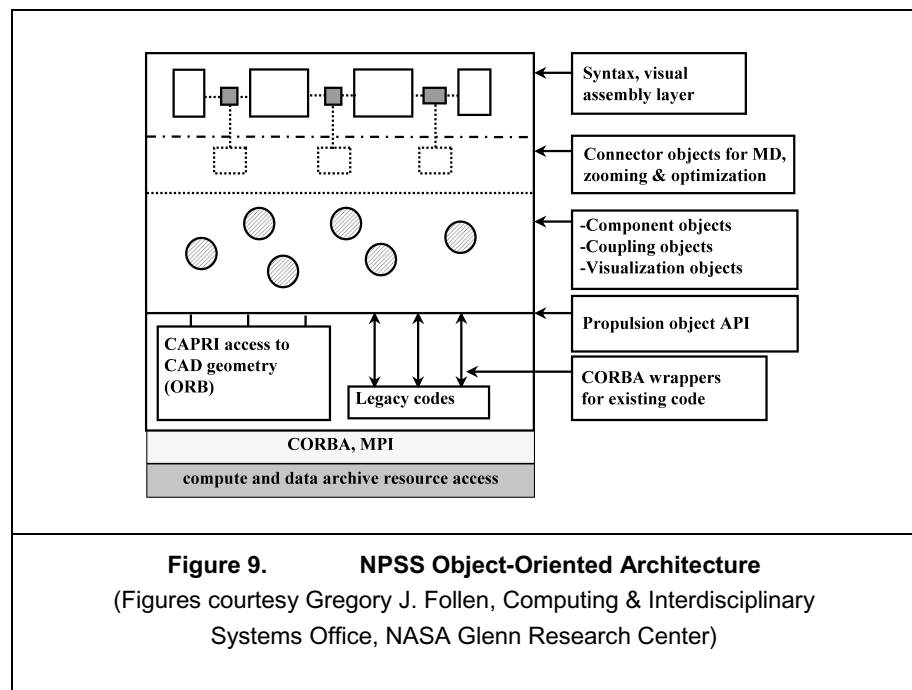 Syntax, visual
assembly layer
Connector objects for MD,
zooming & optimization
-Component objects
-Coupling objects
-Visualization objects
Propulsion object API
CAPRI access to
CAD geometry
(ORB)
Legacy codes
CORBA wrappers
for existing code
CORBA, MPI
compute and data archive resource access
Figure 9. NPSS Object-Oriented Architecture
(Figures courtesy Gregory J. Follen, Computing & Interdisciplinary
Systems Office, NASA Glenn Research Center)